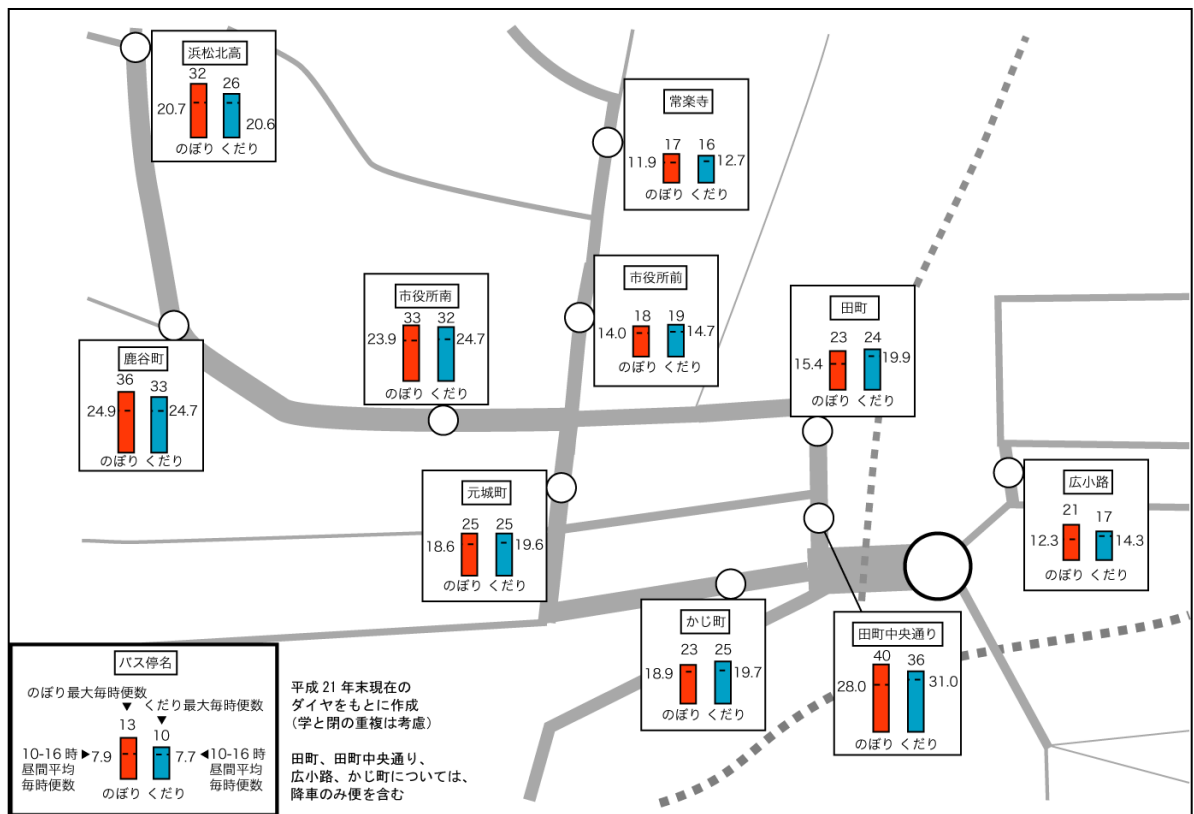 浜松北高
32 26
20.7 20.6
のぼり くだり
常楽寺
17 16
11.9 12.7
のぼり くだり
市役所前
18 19
14.0 14.7
のぼり くだり
市役所南
33 32
23.9 24.7
のぼり くだり
田町
23 24
15.4 19.9
のぼり くだり
鹿谷町
36 33
24.9 24.7
のぼり くだり
元城町
25 25
18.6 19.6
のぼり くだり
広小路
21 17
12.3 14.3
のぼり くだり
かじ町
23 25
18.9 19.7
のぼり くだり
田町中央通り
40 36
28.0 31.0
のぼり くだり
バス停名
のぼり最大毎時便数
▼ くだり最大毎時便数
13 ▼
10
10-16時 ▶7.9 7.7 ◀10-16時
昼間平均 昼間平均
毎時便数 毎時便数
のぼり くだり
平成21年末現在の
ダイヤをもとに作成
（学と閉の重複は考慮）
田町、田町中央通り、
広小路、かじ町については、
降車のみ便を含む